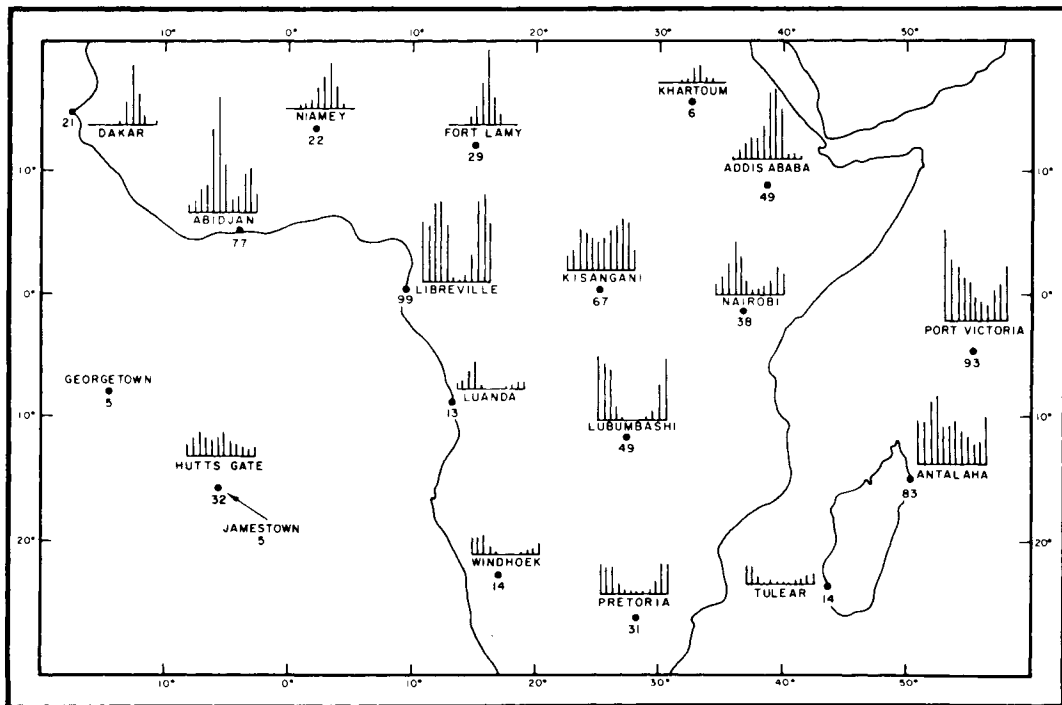 10° 0° 10° 20° 30° 40° 50°
KHARTOUM
6
21 DAKAR
NIAMEY
22
FORT LAMY
29
ADDIS ABABA
49
10° 10°
ABIDJAN
77
LIBREVILLE
99
KISANGANI
67
NAIROBI
38
0° 0°
PORT VICTORIA
93
GEORGETOWN
5
LUANDA
13
10° 10°
LUBUMBASHI
49
HUTTS GATE
32
ANTALAHA
83
JAMESTOWN
5
20° 20°
WINDHOEK
14
PRETORIA
31
TULEAR
14
10° 0° 10° 20° 30° 40° 50°